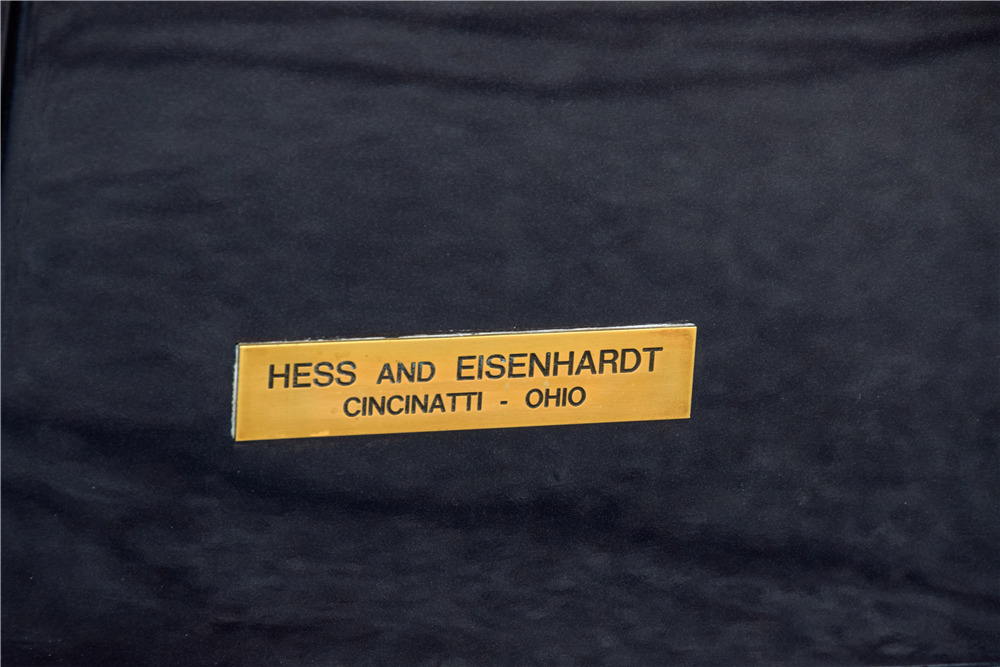 HESS AND EISENHARDT
CINCINATTI - OHIO